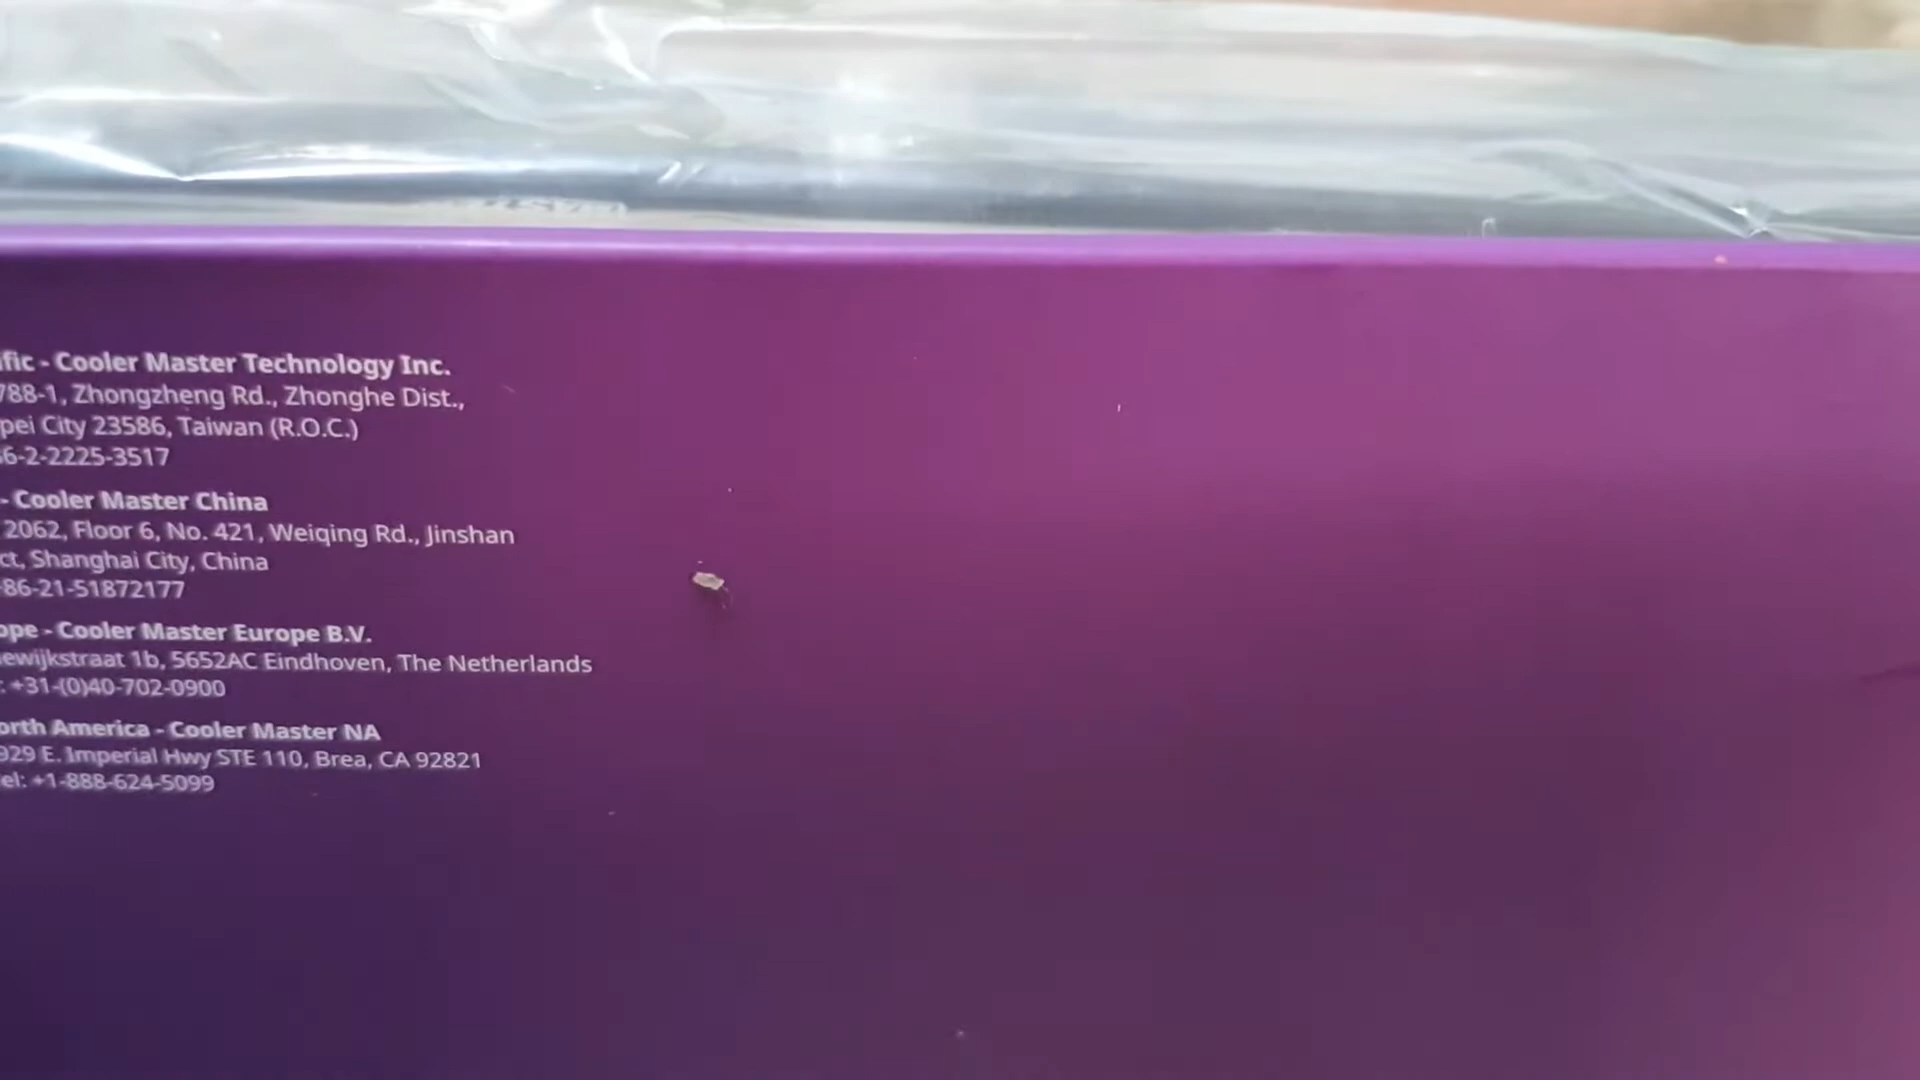 fic - Cooler Master Technology Inc.
788-1, Zhongzheng Rd., Zhonghe Dist.,
pei City 23586, Taiwan (R.O.C.)
6-2-2225-3517
- Cooler Master China
2062, Floor 6, No. 421, Weiqing Rd., Jinshan
ct, Shanghai City, China
86-21-51872177
ope - Cooler Master Europe B.V.
ewijkstraat 1b, 5652AC Eindhoven, The Netherlands
: +31-(0)40-702-0900
orth America - Cooler Master NA
929 E. Imperial Hwy STE 110, Brea, CA 92821
el: +1-888-624-5099